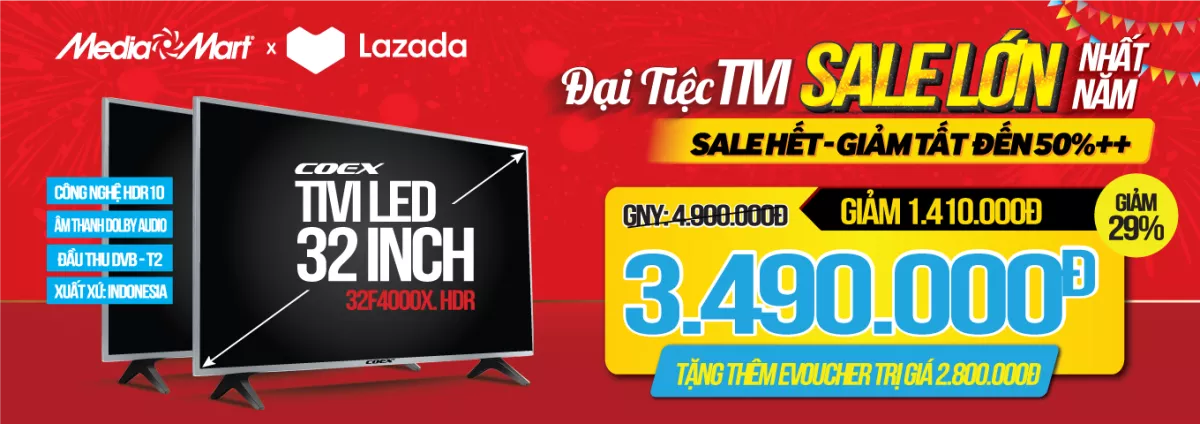 MediaMart x Lazada
Đại Tiệc TIVI SALE LỚN NHẤT NĂM
SALE HẾT - GIẢM TẤT ĐẾN 50%++
CÔNG NGHỆ HDR 10
ÂM THANH DOLBY AUDIO
ĐẦU THU DVB - T2
XUẤT XỨ: INDONESIA
COEX
TIVI LED
32 INCH
32F4000X. HDR
COEX
GNY: 4.900.000Đ
GIẢM 1.410.000Đ
GIẢM
29%
3.490.000Đ
TẶNG THÊM EVOUCHER TRỊ GIÁ 2.800.000Đ